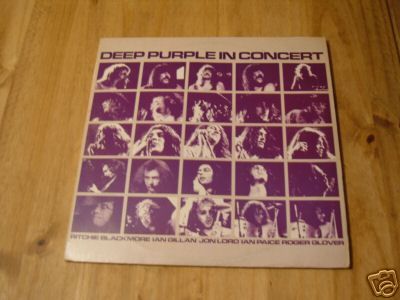 DEEP PURPLE IN CONCERT
RITCHIE BLACKMORE IAN GILLAN JON LORD IAN PAICE ROGER GLOVER